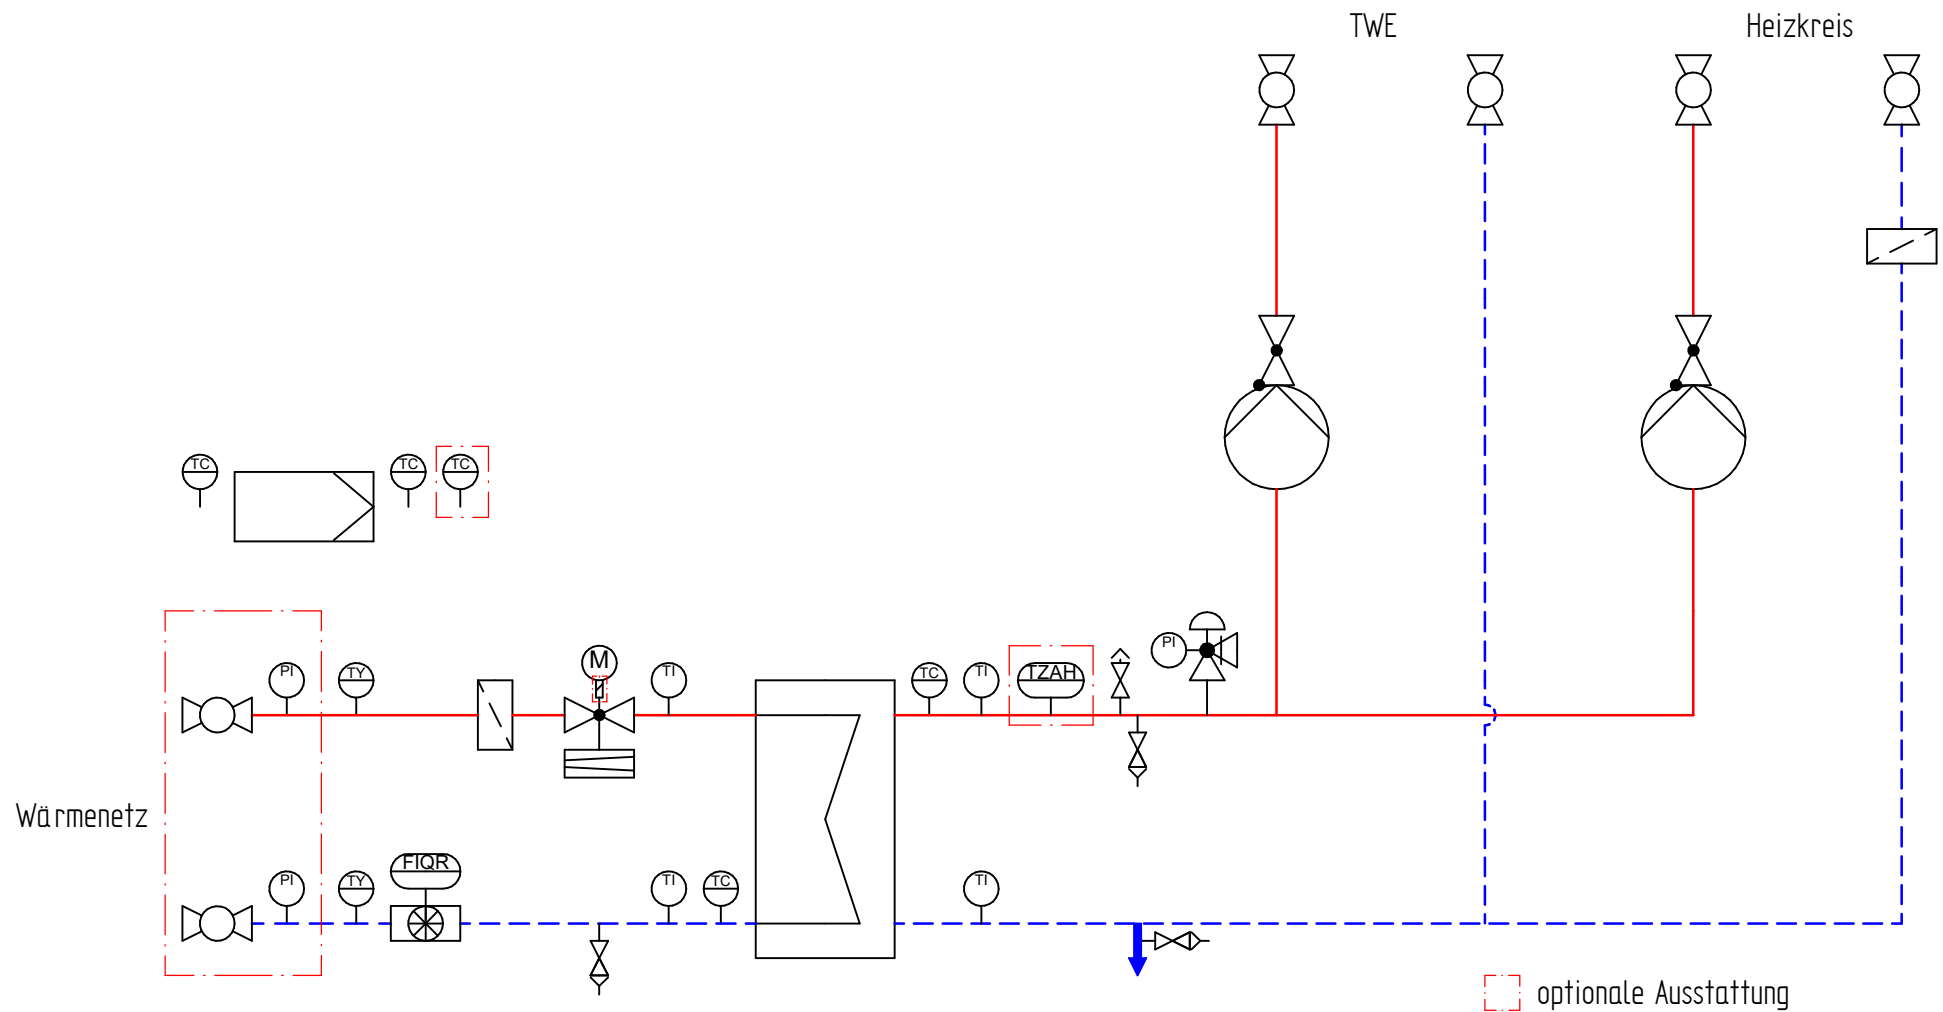 TWE
Heizkreis
TC
TC
TC
PI
TY
M
TI
TC
TI
TZAH
PI
Wärmenetz
PI
TY
FIQR
TI
TC
TI
optionale Ausstattung